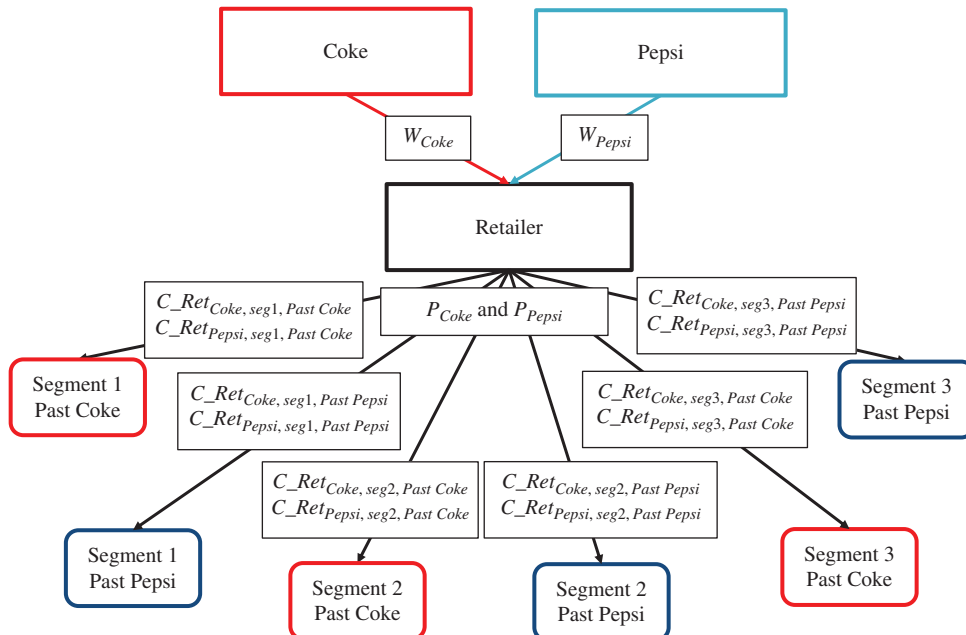 Coke
Pepsi
W_Coke
W_Pepsi
Retailer
C_Ret_Coke, seg1, Past Coke
C_Ret_Pepsi, seg1, Past Coke
P_Coke and P_Pepsi
C_Ret_Coke, seg3, Past Pepsi
C_Ret_Pepsi, seg3, Past Pepsi
Segment 1
Past Coke
C_Ret_Coke, seg1, Past Pepsi
C_Ret_Pepsi, seg1, Past Pepsi
C_Ret_Coke, seg3, Past Coke
C_Ret_Pepsi, seg3, Past Coke
Segment 3
Past Pepsi
C_Ret_Coke, seg2, Past Coke
C_Ret_Pepsi, seg2, Past Coke
C_Ret_Coke, seg2, Past Pepsi
C_Ret_Pepsi, seg2, Past Pepsi
Segment 1
Past Pepsi
Segment 2
Past Coke
Segment 2
Past Pepsi
Segment 3
Past Coke